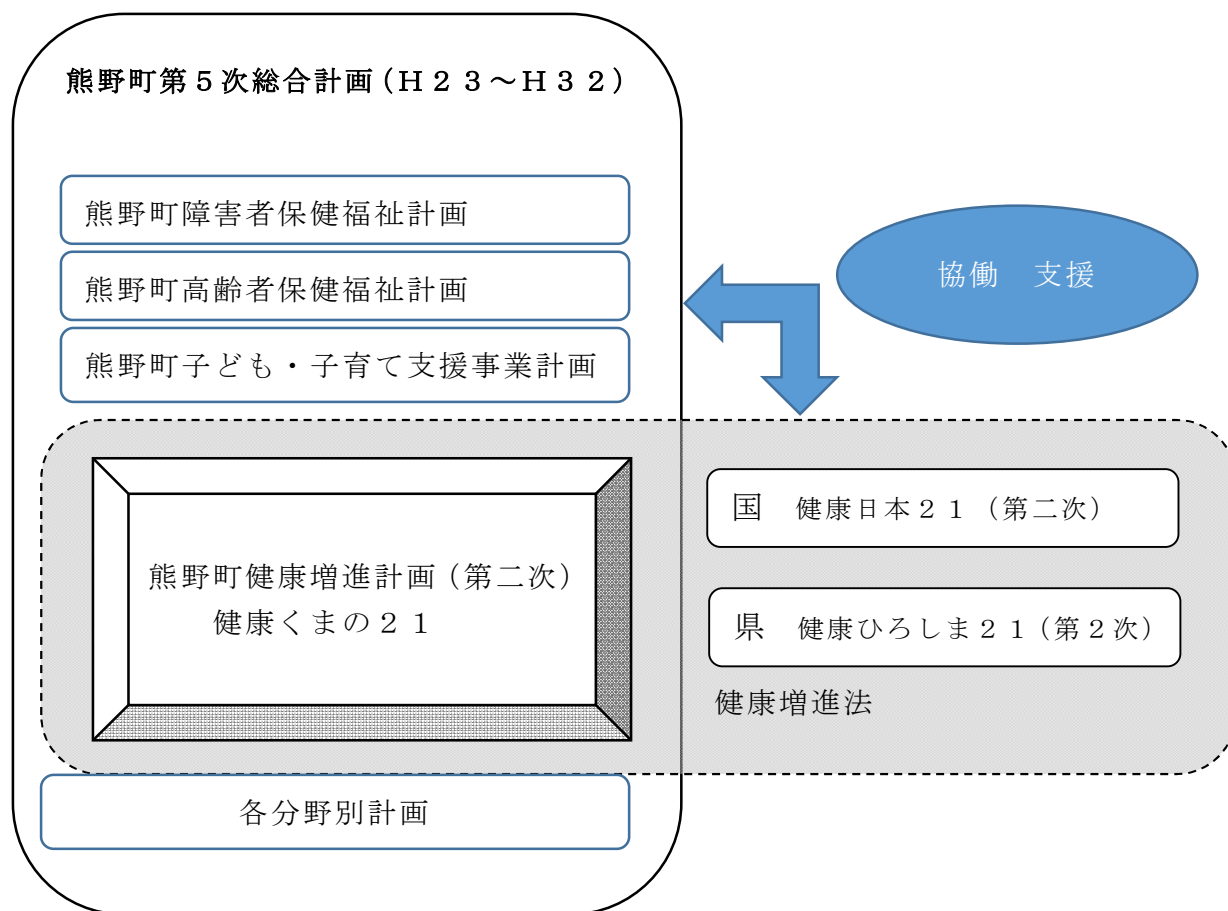 熊野町第５次総合計画（Ｈ２３～Ｈ３２）
熊野町障害者保健福祉計画
熊野町高齢者保健福祉計画
熊野町子ども・子育て支援事業計画
協働　支援
熊野町健康増進計画（第二次）
健康くまの２１
国　健康日本２１（第二次）
県　健康ひろしま２１（第２次）
健康増進法
各分野別計画